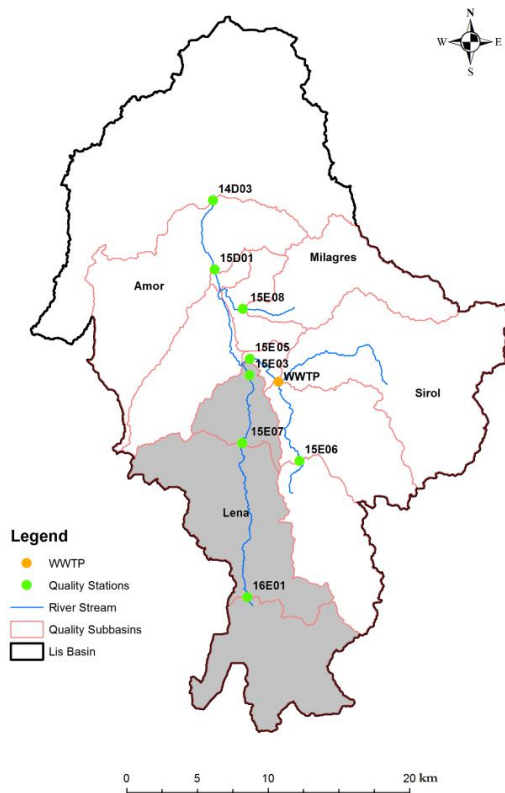 N
W E
S
14D03
15D01
Milagres
Amor
15E08
15E05
15E03
WWTP
Sirol
15E07
15E06
Lena
16E01
Legend
WWTP
Quality Stations
River Stream
Quality Subbasins
Lis Basin
0 5 10 20 km